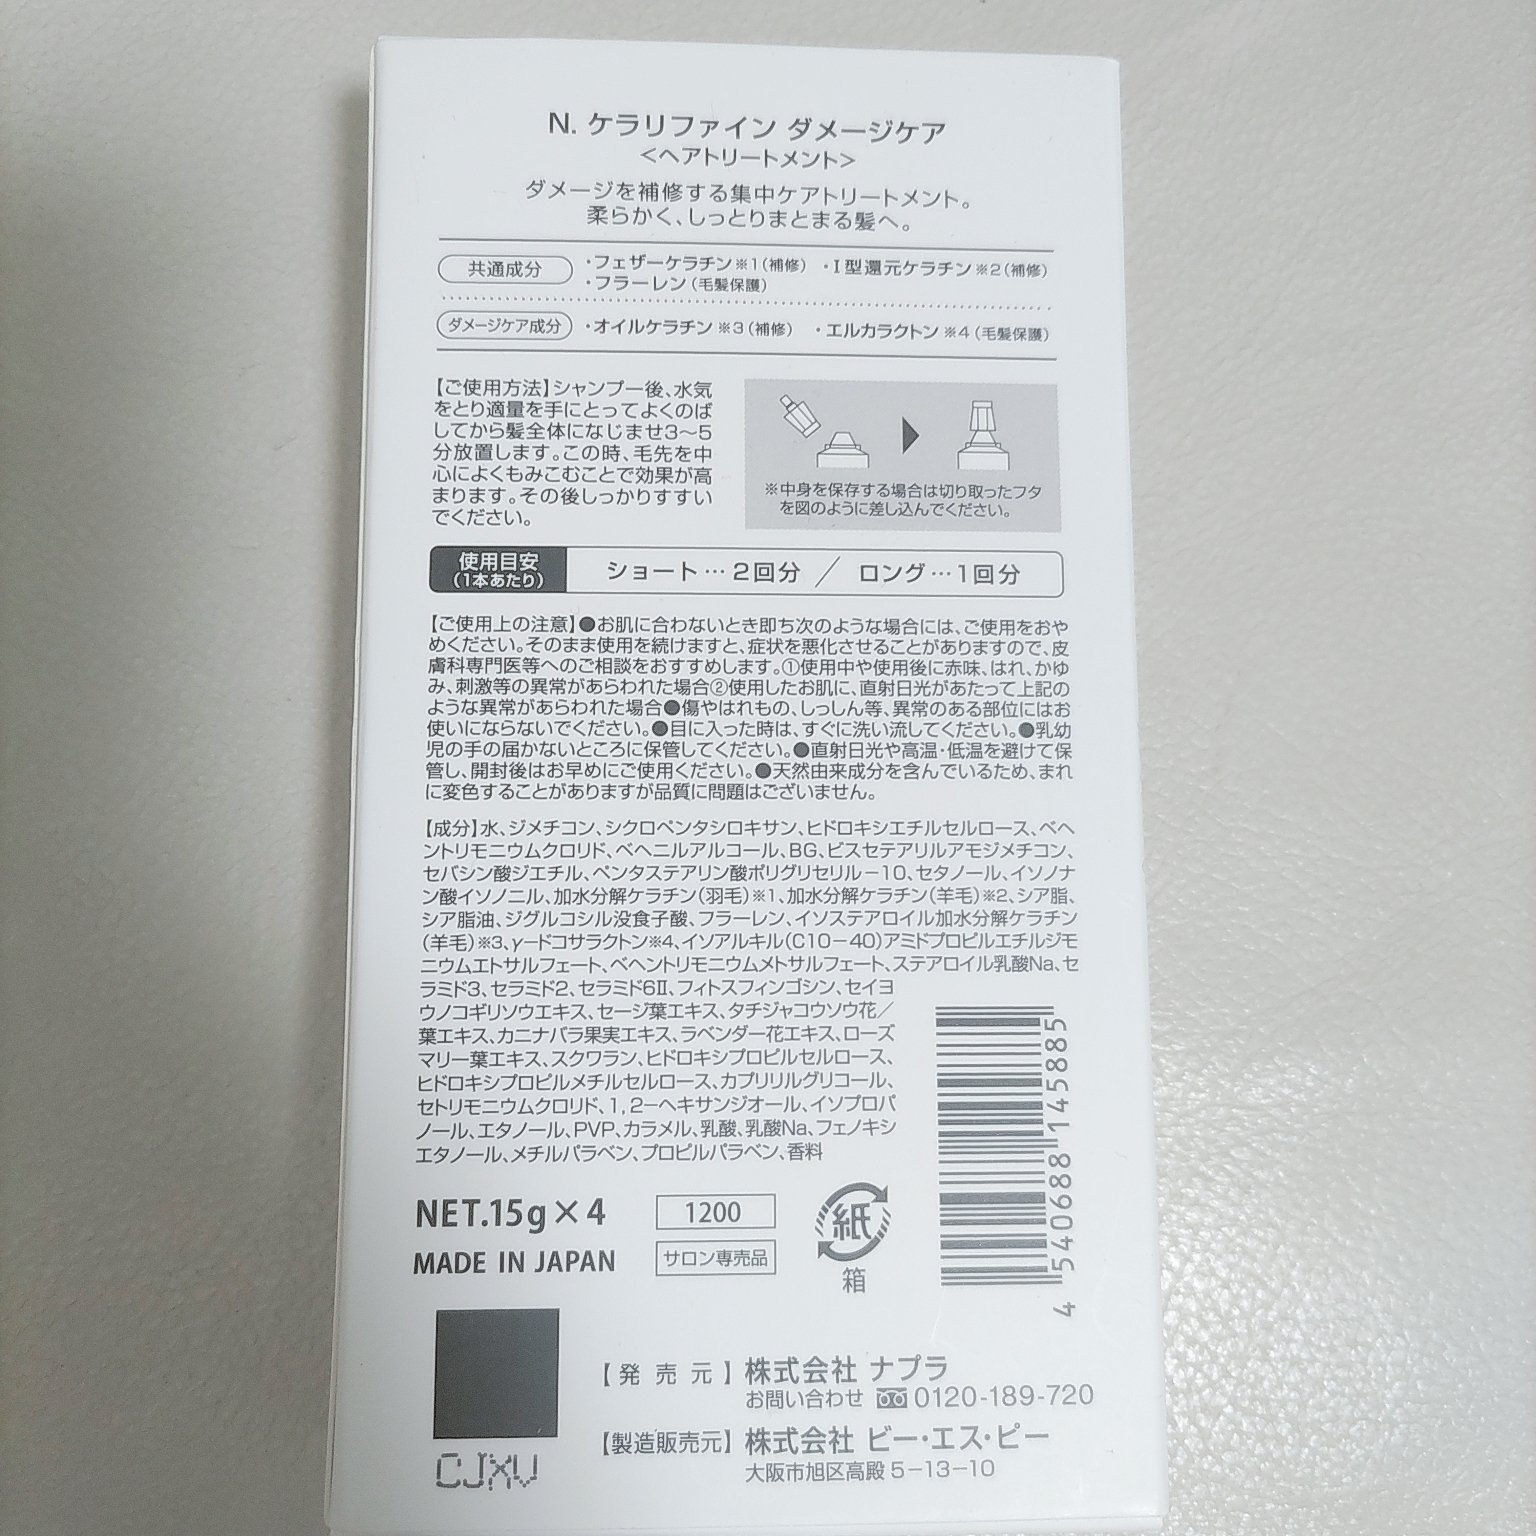 N. ケラリファイン ダメージケア
<ヘアトリートメント>
ダメージを補修する集中ケアトリートメント。
柔らかく、しっとりまとまる髪へ。
共通成分 ・フェザーケラチン※1(補修) ・I型還元ケラチン※2(補修)
・フラーレン(毛髪保護)
ダメージケア成分 ・オイルケラチン※3(補修) ・エルカラクトン※4(毛髪保護)
【ご使用方法】シャンプー後、水気
をとり適量を手にとってよくのば
してから髪全体になじませ3〜5
分放置します。この時、毛先を中
心によくもみこむことで効果が高
まります。その後しっかりすすい
でください。
※中身を保存する場合は切り取ったフタ
を図のように差し込んでください。
使用目安
(1本あたり)
ショート…2回分/ロング…1回分
【ご使用上の注意】●お肌に合わないとき即ち次のような場合には、ご使用をおや
めください。そのまま使用を続けますと、症状を悪化させることがありますので、皮
膚科専門医等へのご相談をおすすめします。①使用中や使用後に赤味、はれ、かゆ
み、刺激等の異常があらわれた場合②使用したお肌に、直射日光があたって上記の
ような異常があらわれた場合●傷やはれもの、しっしん等、異常のある部位にはお
使いにならないでください。●目に入った時は、すぐに洗い流してください。●乳幼
児の手の届かないところに保管してください。●直射日光や高温・低温を避けて保
管し、開封後はお早めにご使用ください。●天然由来成分を含んでいるため、まれ
に変色することがありますが品質に問題はございません。
【成分】水、ジメチコン、シクロペンタシロキサン、ヒドロキシエチルセルロース、ベヘ
ントリモニウムクロリド、ベヘニルアルコール、BG、ビスセテアリルアモジメチコン、
セバシン酸ジエチル、ペンタステアリン酸ポリグリセリル－10、セタノール、イソノナ
ン酸イソノニル、加水分解ケラチン(羽毛)※1、加水分解ケラチン(羊毛)※2、シア脂、
シア脂油、ジグルコシル没食子酸、フラーレン、イソステアロイル加水分解ケラチン
(羊毛)※3、γ－ドコサラクトン※4、イソアルキル(C10－40)アミドプロピルエチルジモ
ニウムエトサルフェート、ベヘントリモニウムメトサルフェート、ステアロイル乳酸Na、セ
ラミド3、セラミド2、セラミド6Ⅱ、フィトスフィンゴシン、セイヨ
ウノコギリソウエキス、セージ葉エキス、タチジャコウソウ花/
葉エキス、カニナバラ果実エキス、ラベンダー花エキス、ローズ
マリー葉エキス、スクワラン、ヒドロキシプロピルセルロース、
ヒドロキシプロピルメチルセルロース、カプリリルグリコール、
セトリモニウムクロリド、1,2－ヘキサンジオール、イソプロパ
ノール、エタノール、PVP、カラメル、乳酸、乳酸Na、フェノキシ
エタノール、メチルパラベン、プロピルパラベン、香料
4540688145885
NET.15g×4
1200
MADE IN JAPAN
サロン専売品
紙
箱
【発売元】株式会社 ナプラ
お問い合わせ 0120-189-720
【製造販売元】株式会社 ビー・エス・ピー
大阪市旭区高殿5－13－10
CJXV